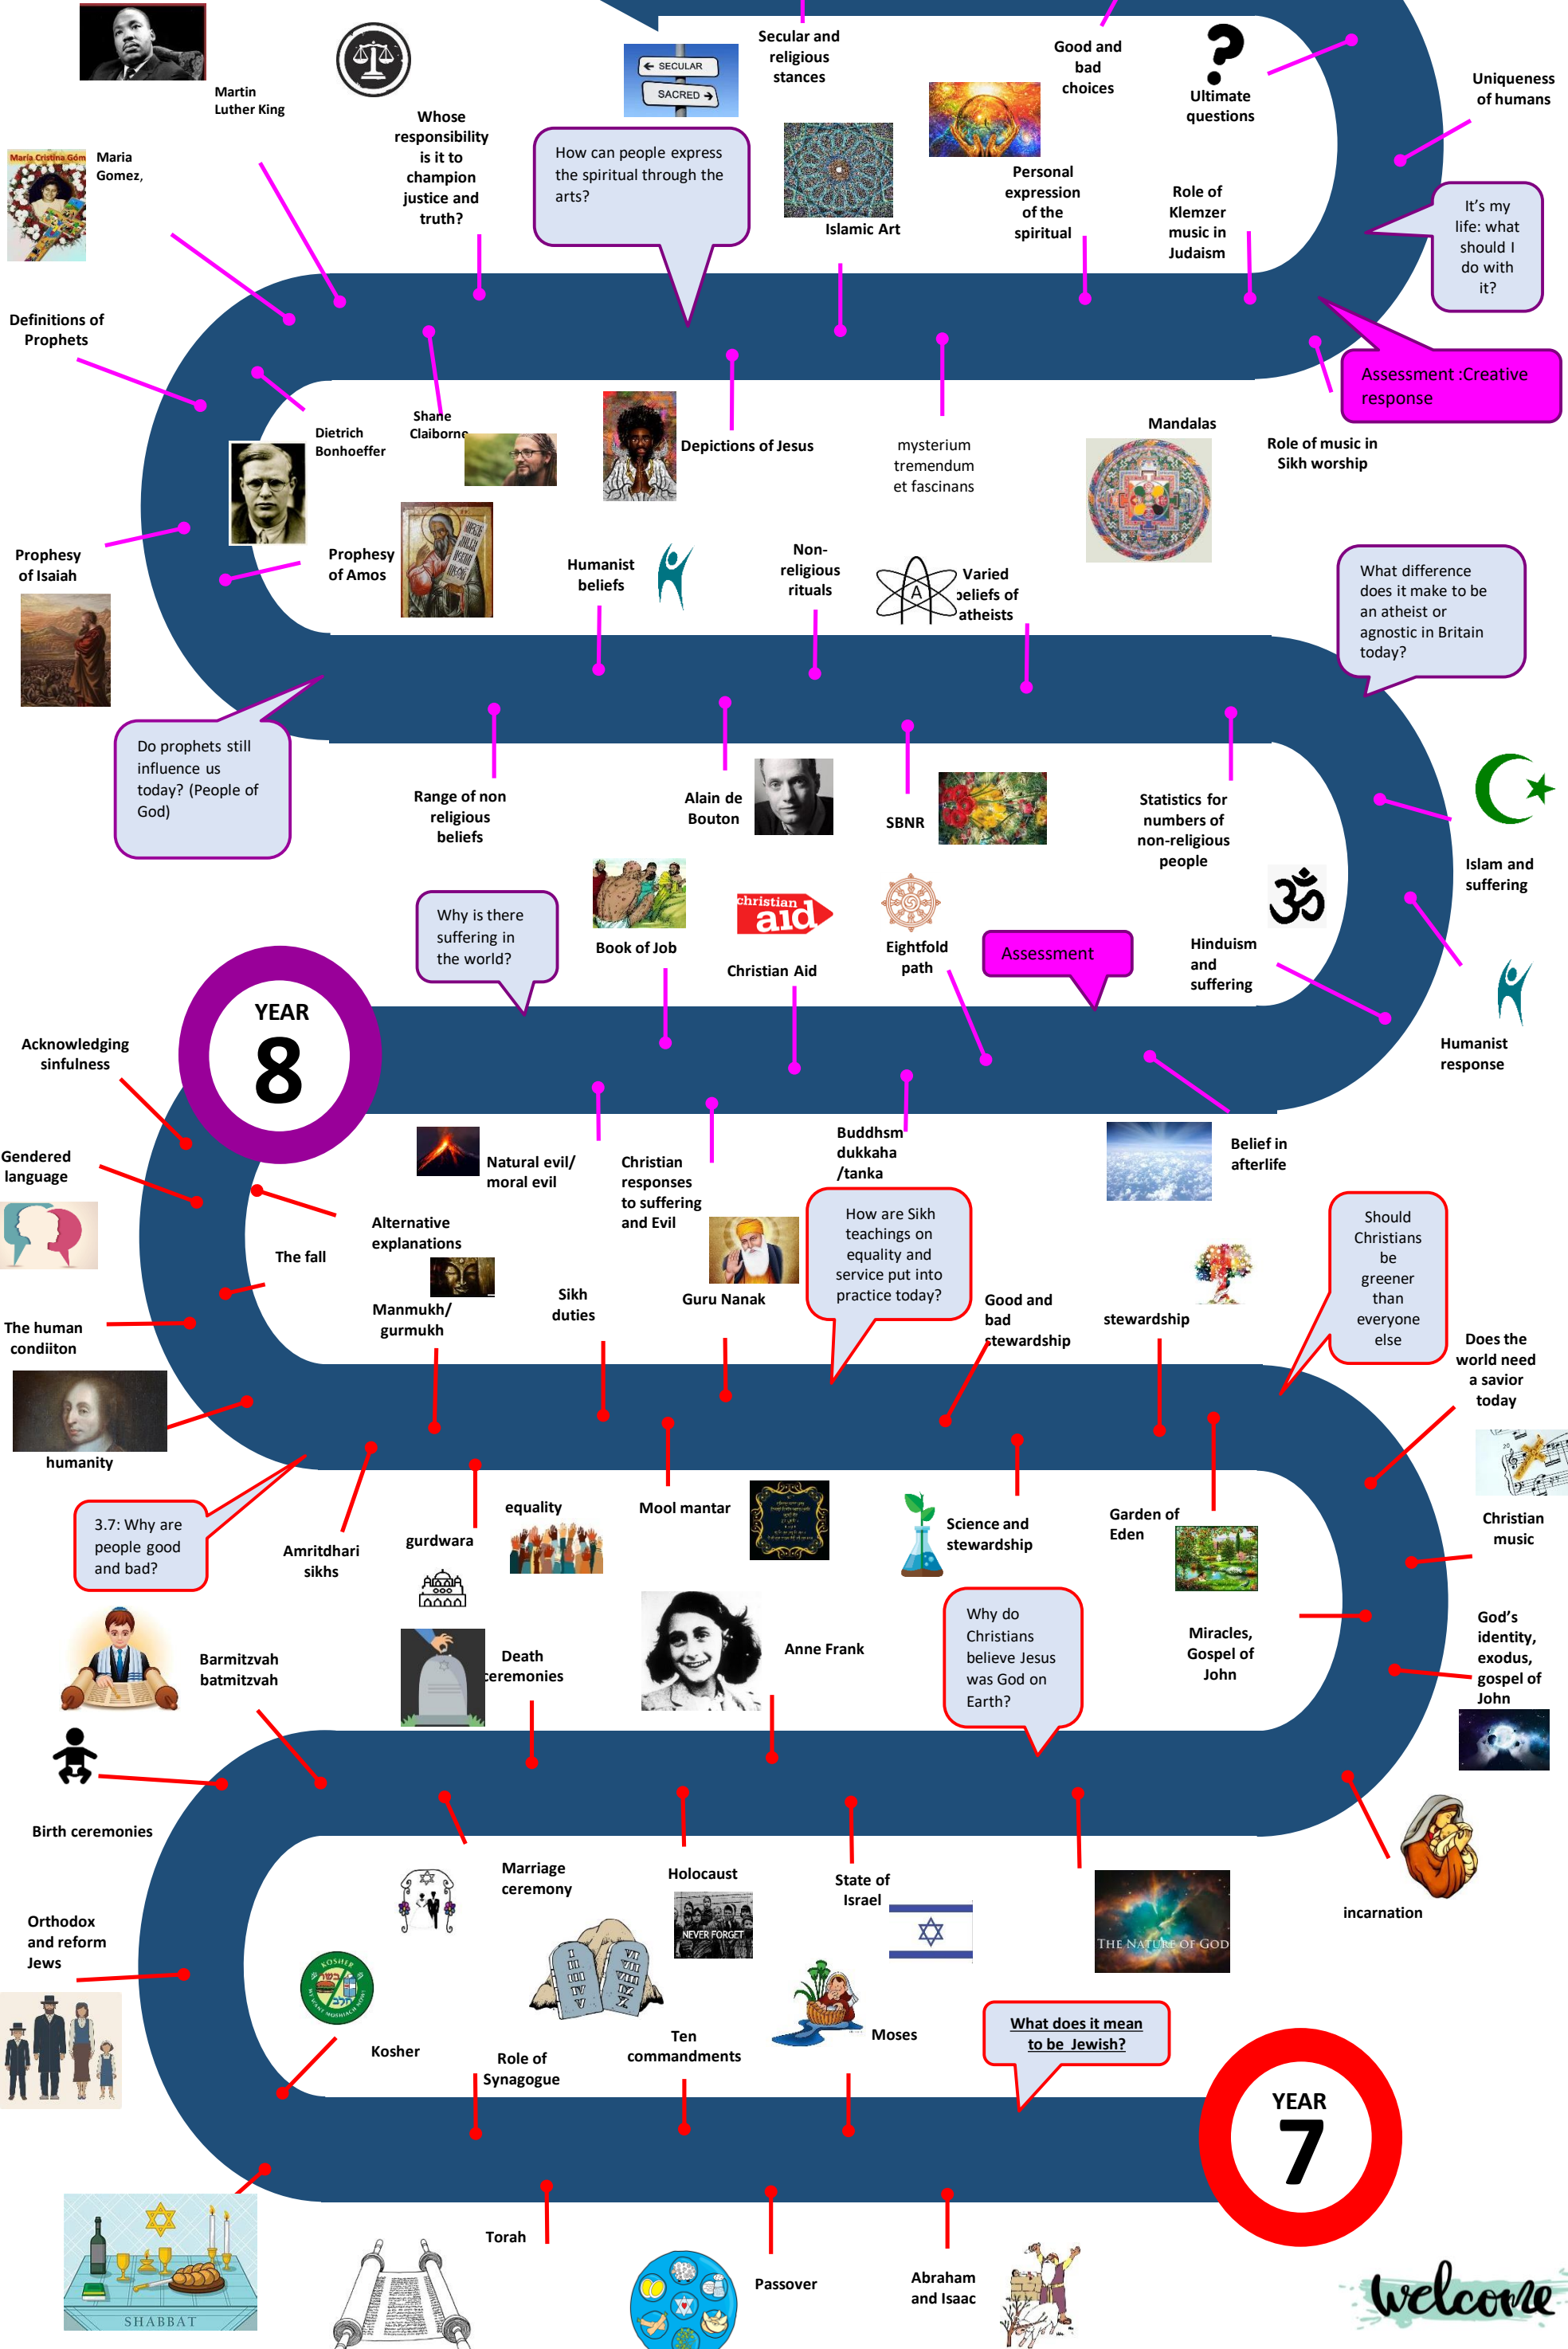 Secular and
religious
stances
Good and
bad
choices
Ultimate
questions
Uniqueness
of humans
← SECULAR
SACRED →
Martin
Luther King
Whose
responsibility
is it to
champion
justice and
truth?
María Cristina Góm
Maria
Gomez,
How can people express
the spiritual through the
arts?
Islamic Art
Personal
expression
of the
spiritual
Role of
Klemzer
music in
Judaism
It's my
life: what
should I
do with
it?
Definitions of
Prophets
Assessment :Creative
response
Dietrich
Bonhoeffer
Shane
Claiborne
Depictions of Jesus
mysterium
tremendum
et fascinans
Mandalas
Role of music in
Sikh worship
Prophesy
of Isaiah
Prophesy
of Amos
Humanist
beliefs
Non-
religious
rituals
A
Varied
beliefs of
atheists
What difference
does it make to be
an atheist or
agnostic in Britain
today?
Do prophets still
influence us
today? (People of
God)
Range of non
religious
beliefs
Alain de
Bouton
SBNR
Statistics for
numbers of
non-religious
people
Islam and
suffering
Why is there
suffering in
the world?
Book of Job
christian
aid
Christian Aid
Eightfold
path
Assessment
Hinduism
and
suffering
ॐ
Humanist
response
YEAR
8
Acknowledging
sinfulness
Gendered
language
Natural evil/
moral evil
Christian
responses
to suffering
and Evil
Buddhsm
dukkaha
/tanka
Belief in
afterlife
Alternative
explanations
The fall
Manmukh/
gurmukh
Sikh
duties
Guru Nanak
How are Sikh
teachings on
equality and
service put into
practice today?
Good and
bad
stewardship
stewardship
Should
Christians
be
greener
than
everyone
else
Does the
world need
a savior
today
The human
condiiton
humanity
3.7: Why are
people good
and bad?
Amritdhari
sikhs
gurdwara
equality
Mool mantar
Science and
stewardship
Garden of
Eden
Christian
music
Barmitzvah
batmitzvah
Death
ceremonies
Anne Frank
Why do
Christians
believe Jesus
was God on
Earth?
Miracles,
Gospel of
John
God's
identity,
exodus,
gospel of
John
Birth ceremonies
Marriage
ceremony
Holocaust
NEVER FORGET
State of
Israel
THE NATURE OF GOD
incarnation
Orthodox
and reform
Jews
KOSHER
WE WANT MOSHIACH NOW!
Kosher
Role of
Synagogue
Ten
commandments
Moses
What does it mean
to be Jewish?
YEAR
7
SHABBAT
Torah
Passover
Abraham
and Isaac
welcome